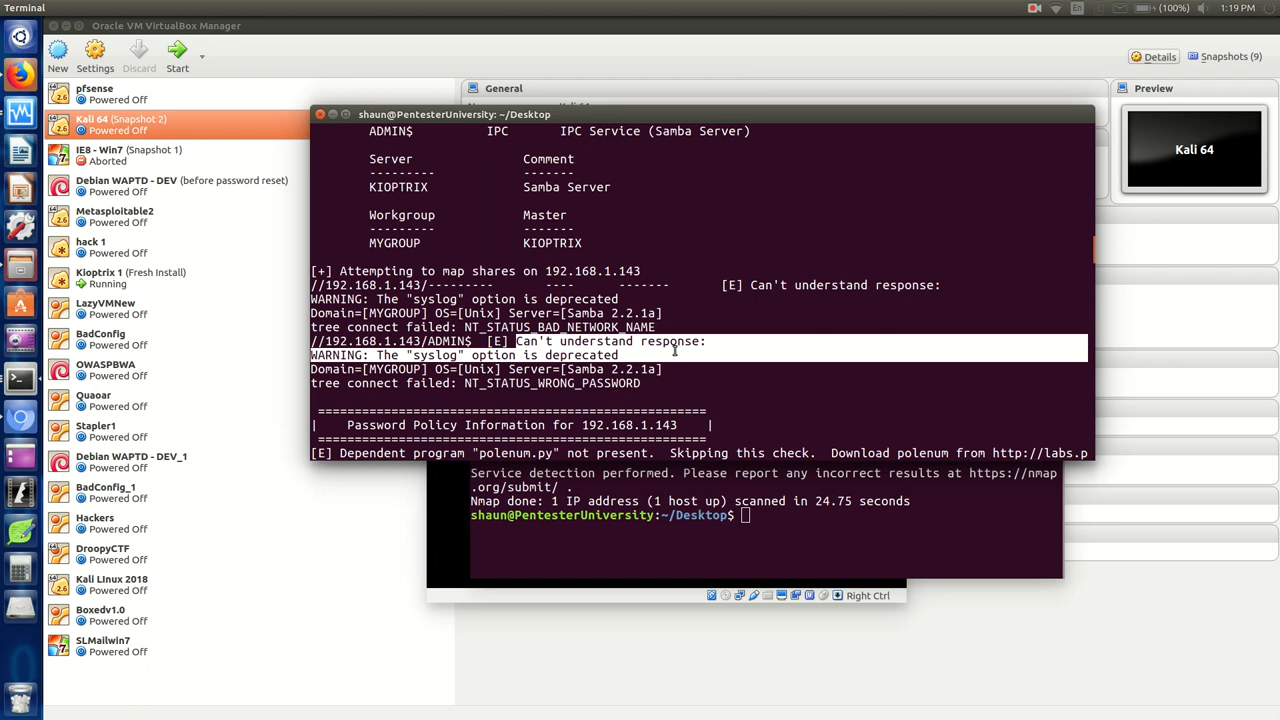 Terminal
En
(100%)
1:19 PM
Oracle VM VirtualBox Manager
New
Settings
Discard
Start
Details
Snapshots (9)
pfsense
Powered Off
Kali 64 (Snapshot 2)
Powered Off
IE8 - Win7 (Snapshot 1)
Aborted
Debian WAPTD - DEV (before password reset)
Powered Off
Metasploitable2
Powered Off
hack 1
Powered Off
Kioptrix 1 (Fresh Install)
Running
LazyVMNew
Powered Off
BadConfig
Powered Off
OWASPBWA
Powered Off
Quaoar
Powered Off
Stapler1
Powered Off
Debian WAPTD - DEV_1
Powered Off
BadConfig_1
Powered Off
Hackers
Powered Off
DroopyCTF
Powered Off
Kali LInux 2018
Powered Off
Boxedv1.0
Powered Off
SLMailwin7
Powered Off
General
Preview
Kali 64
shaun@PentesterUniversity: ~/Desktop
ADMIN$ IPC IPC Service (Samba Server)
Server Comment
--------- -------
KIOPTRIX Samba Server
Workgroup Master
--------- -------
MYGROUP KIOPTRIX
[+] Attempting to map shares on 192.168.1.143
//192.168.1.143/--------- ---- ------- [E] Can't understand response:
WARNING: The "syslog" option is deprecated
Domain=[MYGROUP] OS=[Unix] Server=[Samba 2.2.1a]
tree connect failed: NT_STATUS_BAD_NETWORK_NAME
//192.168.1.143/ADMIN$ [E] Can't understand response:
WARNING: The "syslog" option is deprecated
Domain=[MYGROUP] OS=[Unix] Server=[Samba 2.2.1a]
tree connect failed: NT_STATUS_WRONG_PASSWORD
=====================================================
| Password Policy Information for 192.168.1.143 |
=====================================================
[E] Dependent program "polenum.py" not present. Skipping this check. Download polenum from http://labs.p
Service detection performed. Please report any incorrect results at https://nmap
.org/submit/ .
Nmap done: 1 IP address (1 host up) scanned in 24.75 seconds
shaun@PentesterUniversity:~/Desktop$
Right Ctrl